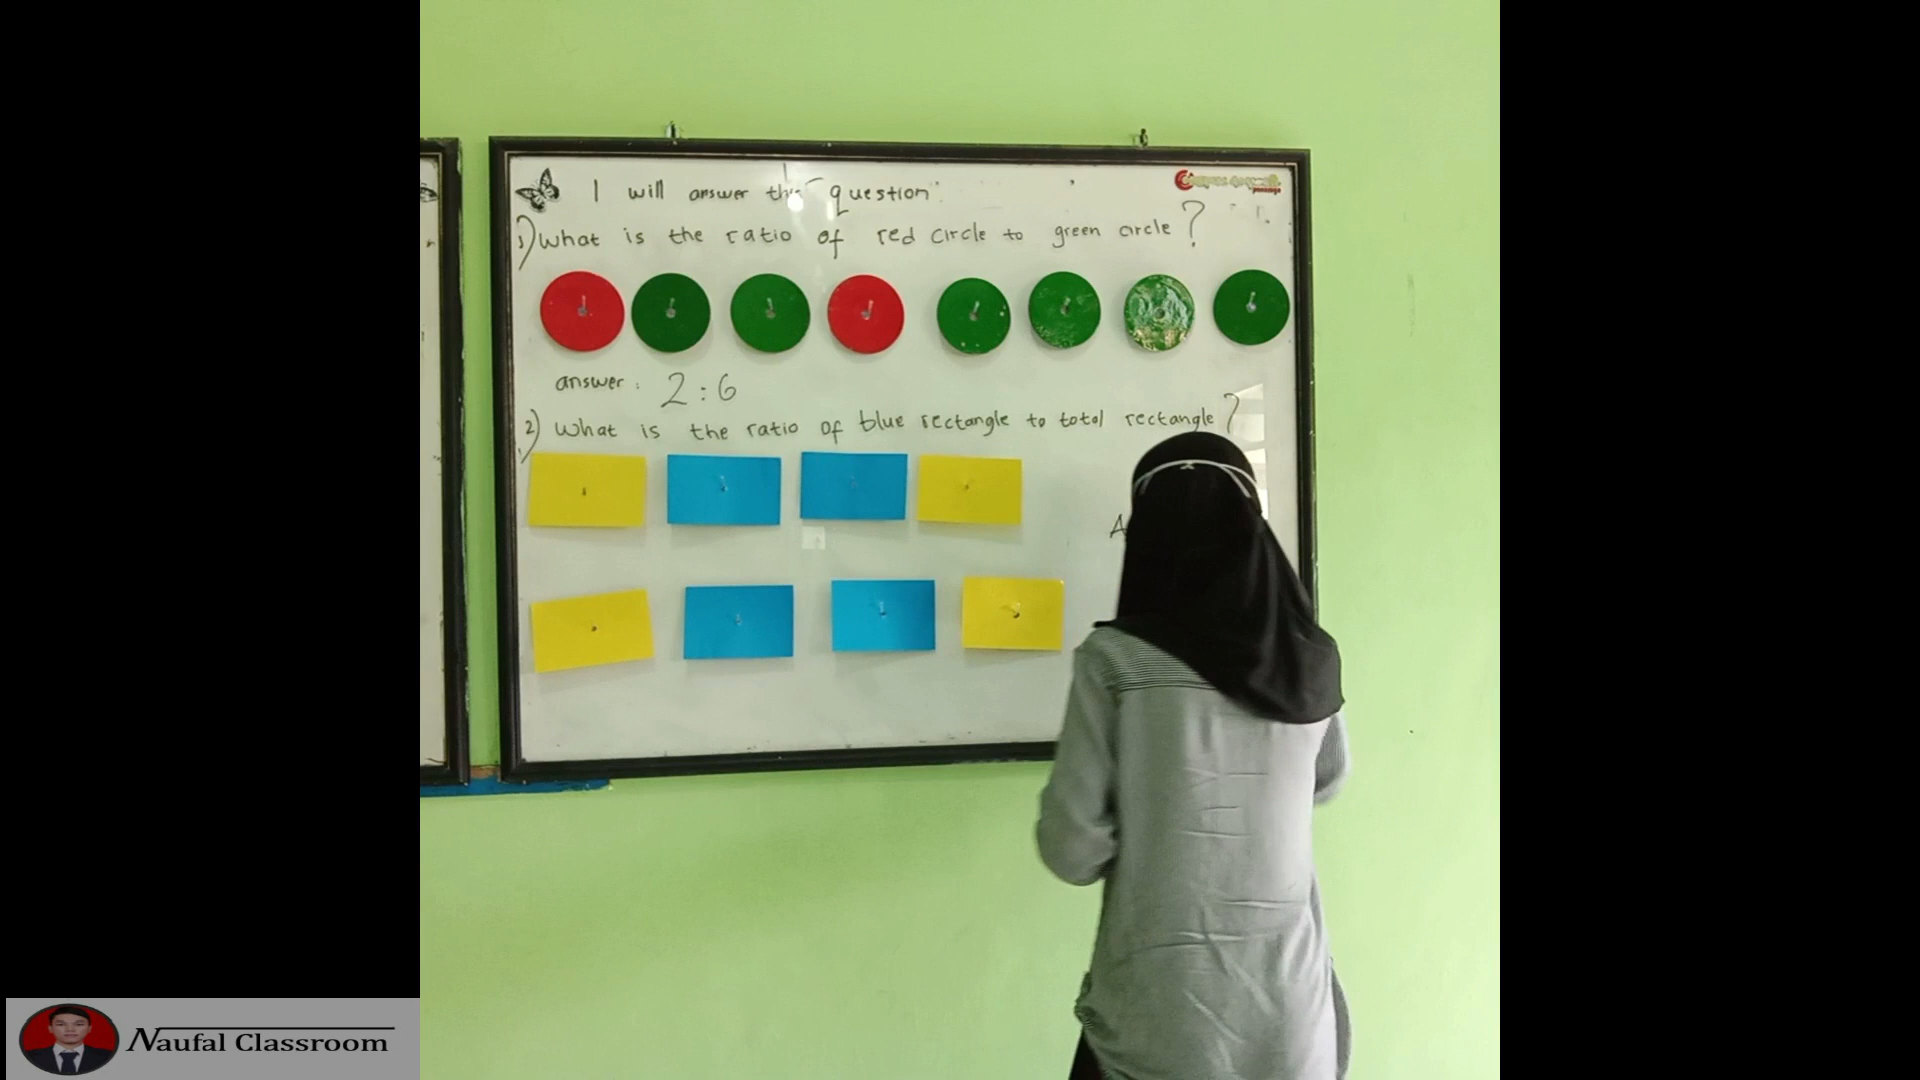 I will answer this question:
1) What is the ratio of red circle to green circle ?
answer : 2 : 6
2) What is the ratio of blue rectangle to total rectangle ?
A
Naufal Classroom